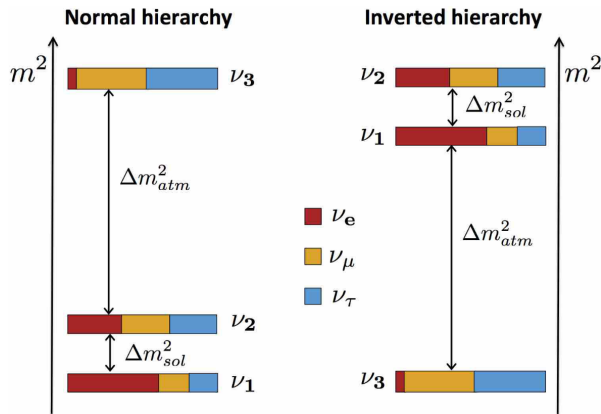 Normal hierarchy
m²
ν₃
Δm²atm
ν₂
Δm²sol
ν₁
νe
νμ
ντ
Inverted hierarchy
m²
ν₂
Δm²sol
ν₁
Δm²atm
ν₃